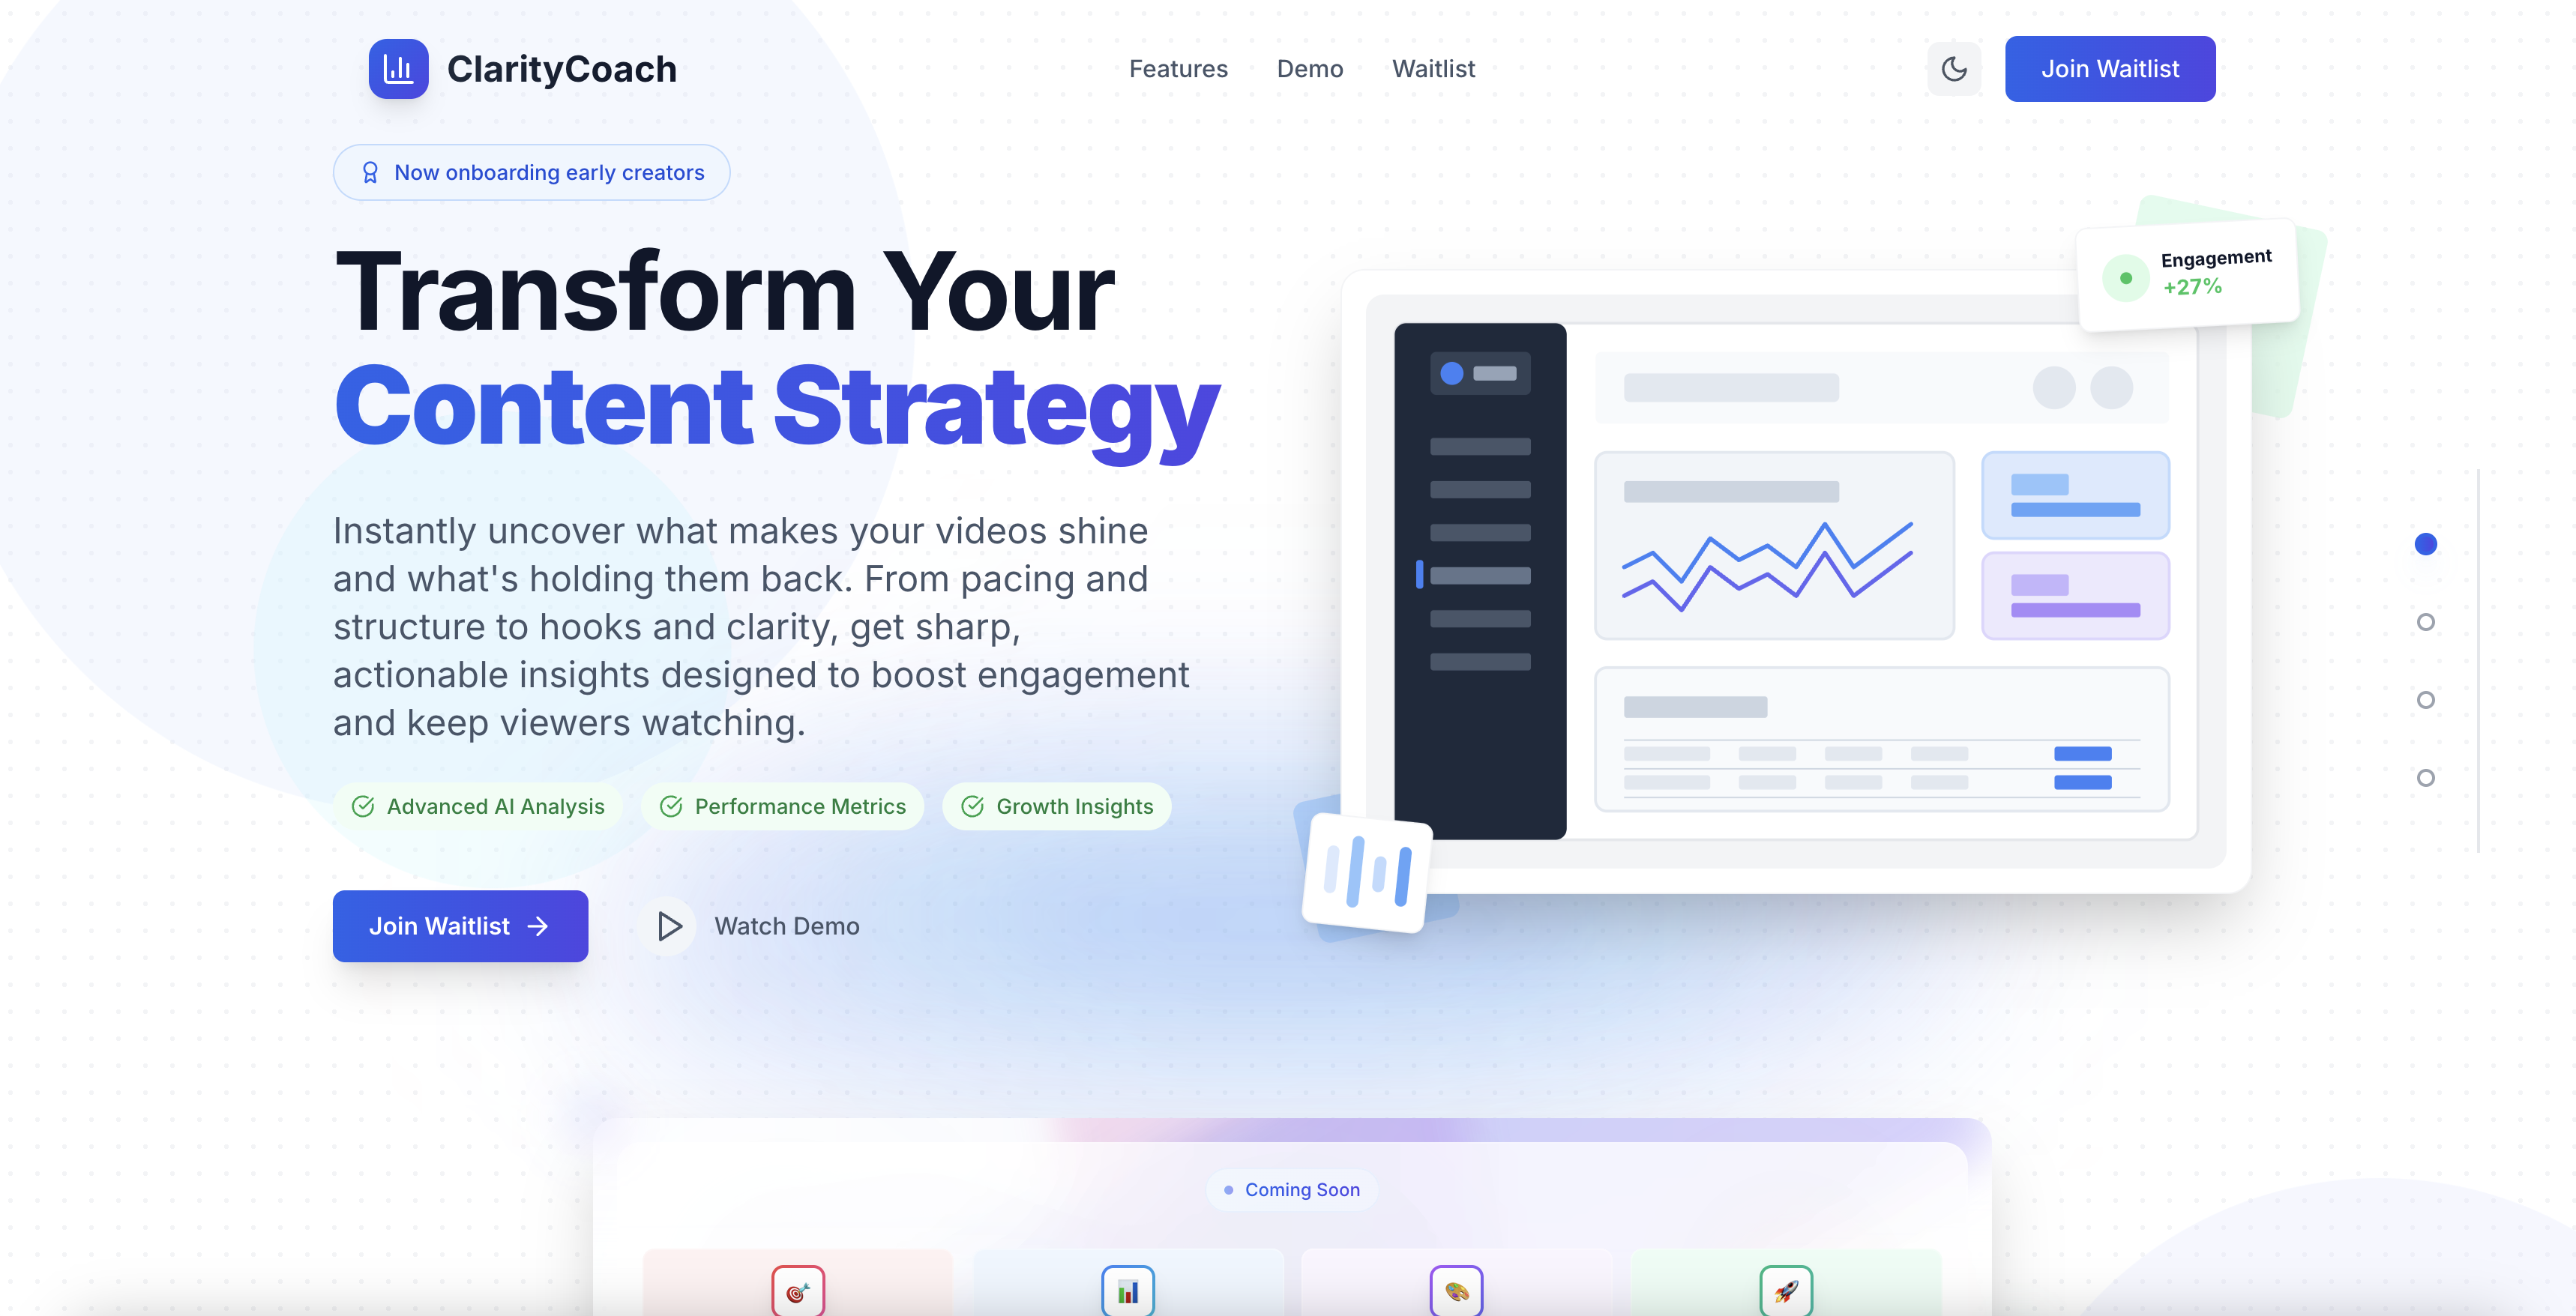 ClarityCoach
Features
Demo
Waitlist
Join Waitlist
Now onboarding early creators
Transform Your
Content Strategy
Instantly uncover what makes your videos shine
and what's holding them back. From pacing and
structure to hooks and clarity, get sharp,
actionable insights designed to boost engagement
and keep viewers watching.
Advanced AI Analysis
Performance Metrics
Growth Insights
Join Waitlist
Watch Demo
Engagement
+27%
Coming Soon